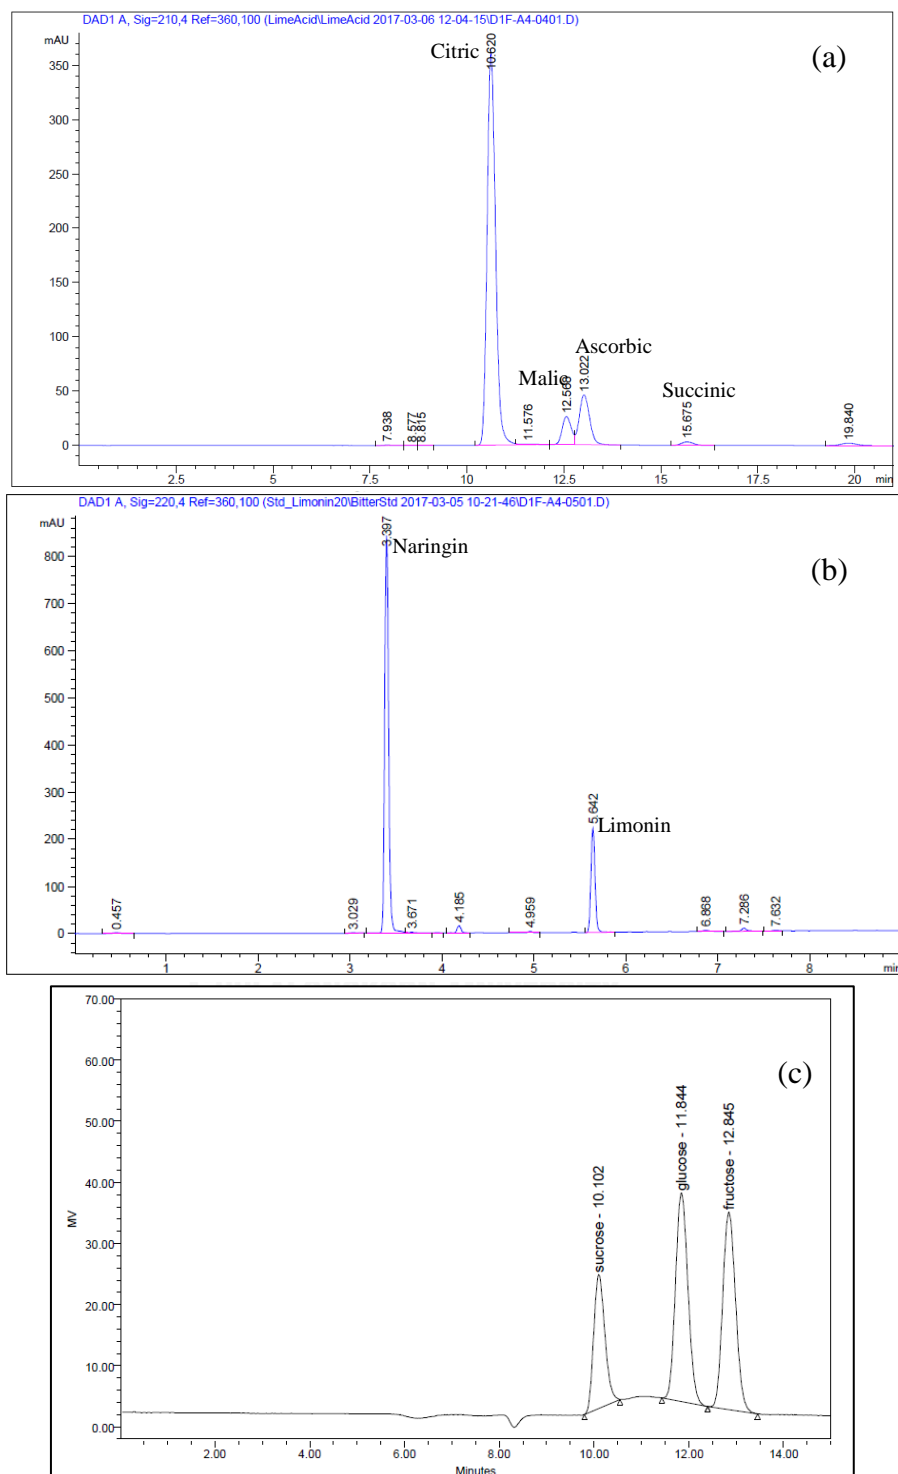 DAD1 A, Sig=210,4 Ref=360,100 (LimeAcid\LimeAcid 2017-03-06 12-04-15\D1F-A4-0401.D)
mAU
Citric
10.620
(a)
350
300
250
200
150
100
50
0
Malic
Ascorbic
Succinic
7.938
8.577
8.815
11.576
12.566
13.022
15.675
19.840
2.5 5 7.5 10 12.5 15 17.5 20 min
DAD1 A, Sig=220,4 Ref=360,100 (Std_Limonin20\BitterStd 2017-03-05 10-21-46\D1F-A4-0501.D)
mAU
3.397
Naringin
(b)
800
700
600
500
400
300
200
100
0
5.642
Limonin
0.457
3.029
3.671
4.185
4.959
6.868
7.286
7.632
1 2 3 4 5 6 7 8 min
70.00
60.00
50.00
40.00
30.00
20.00
10.00
0.00
MV
(c)
sucrose - 10.102
glucose - 11.844
fructose - 12.845
2.00 4.00 6.00 8.00 10.00 12.00 14.00
Minutes